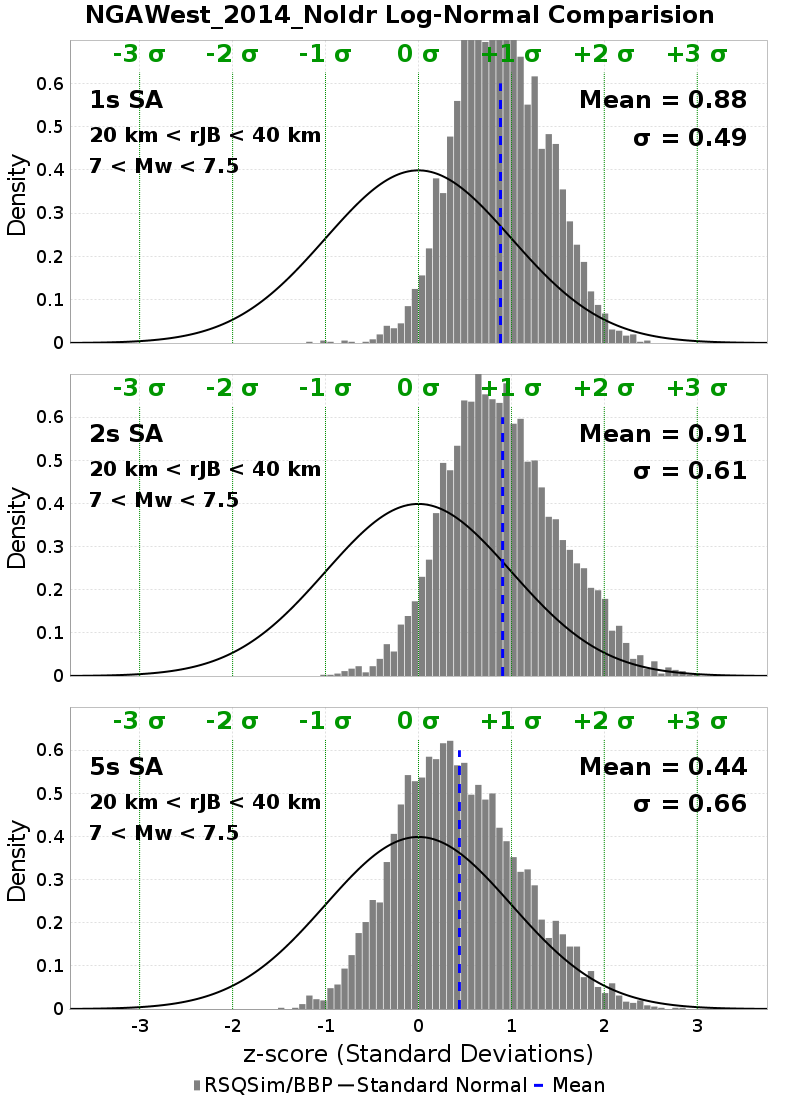 NGAWest_2014_NoIdr Log-Normal Comparision
-3 σ -2 σ -1 σ 0 σ +1 σ +2 σ +3 σ
1s SA
Mean = 0.88
20 km < rJB < 40 km
σ = 0.49
7 < Mw < 7.5
Density
0.6
0.5
0.4
0.3
0.2
0.1
0
-3 σ -2 σ -1 σ 0 σ +1 σ +2 σ +3 σ
2s SA
Mean = 0.91
20 km < rJB < 40 km
σ = 0.61
7 < Mw < 7.5
Density
0.6
0.5
0.4
0.3
0.2
0.1
0
-3 σ -2 σ -1 σ 0 σ +1 σ +2 σ +3 σ
5s SA
Mean = 0.44
20 km < rJB < 40 km
σ = 0.66
7 < Mw < 7.5
Density
0.6
0.5
0.4
0.3
0.2
0.1
0
-3 -2 -1 0 1 2 3
z-score (Standard Deviations)
RSQSim/BBP Standard Normal Mean